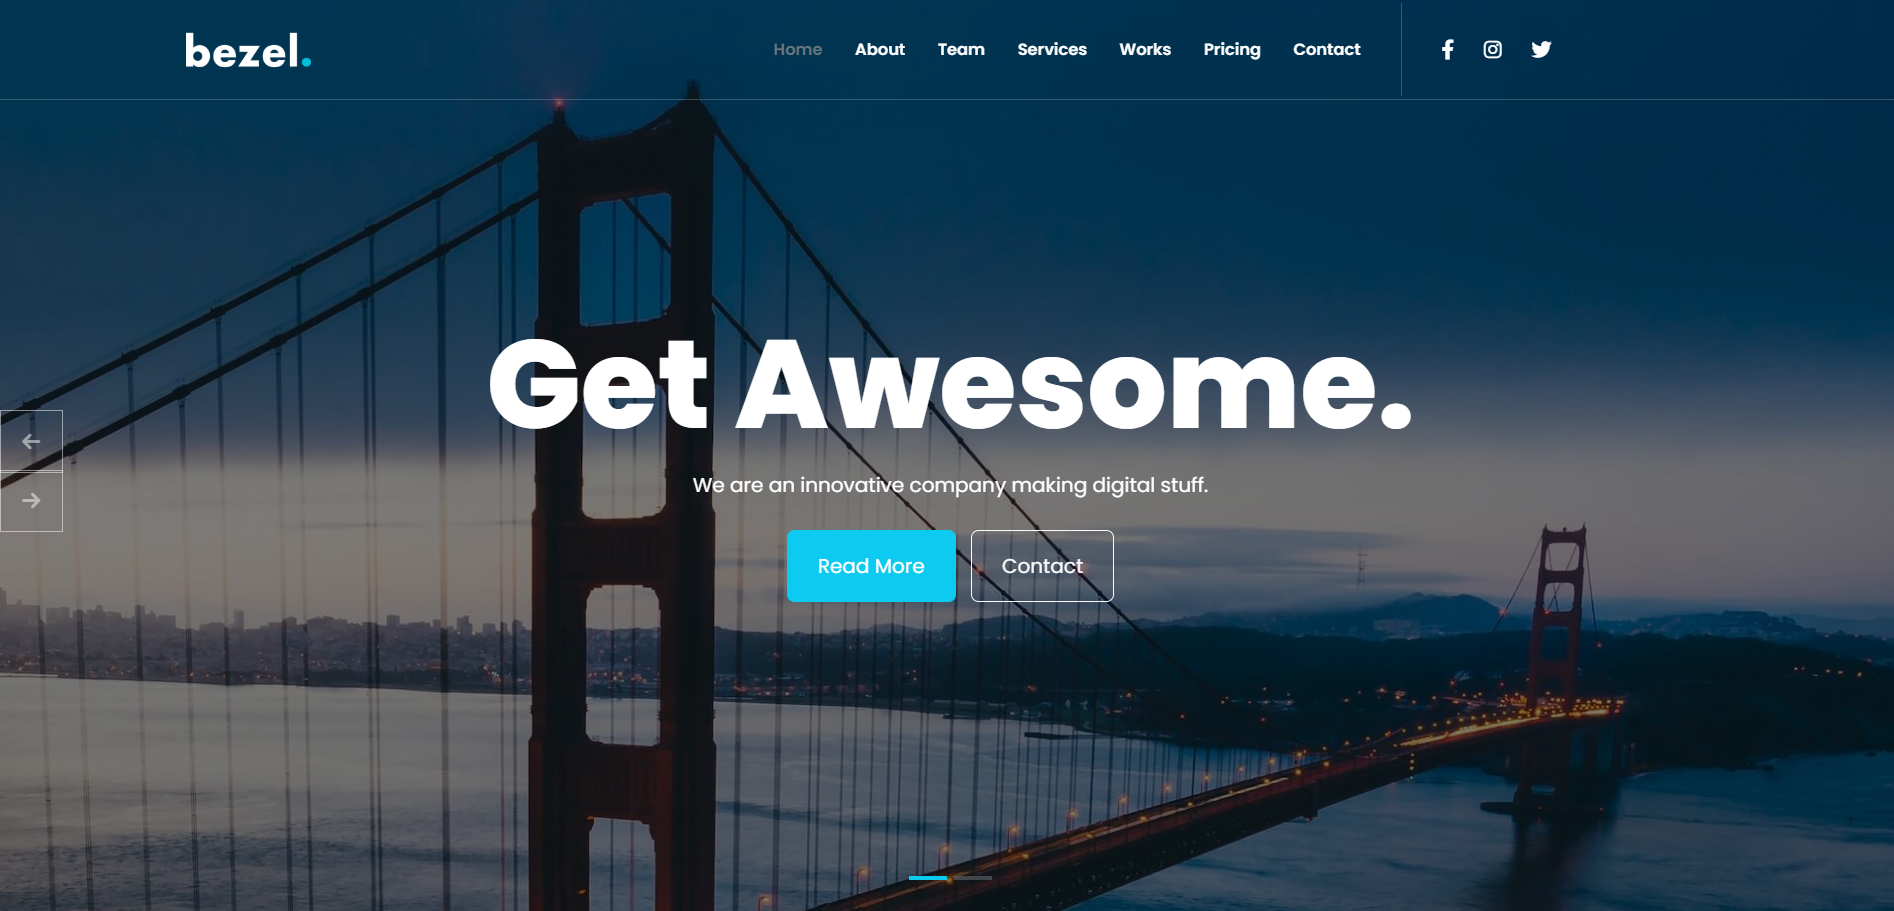 bezel.
Home About Team Services Works Pricing Contact
Get Awesome.
We are an innovative company making digital stuff.
Read More Contact